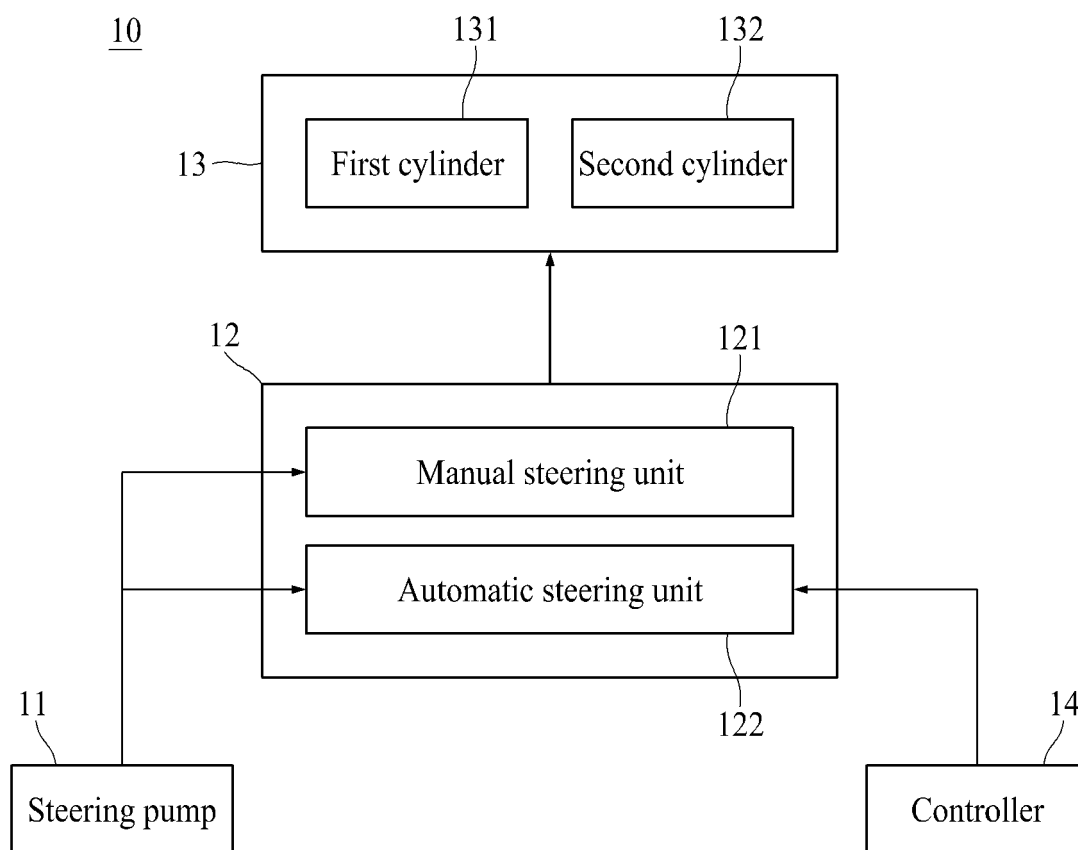 10
131
132
13
First cylinder
Second cylinder
12
121
Manual steering unit
Automatic steering unit
122
11
14
Steering pump
Controller